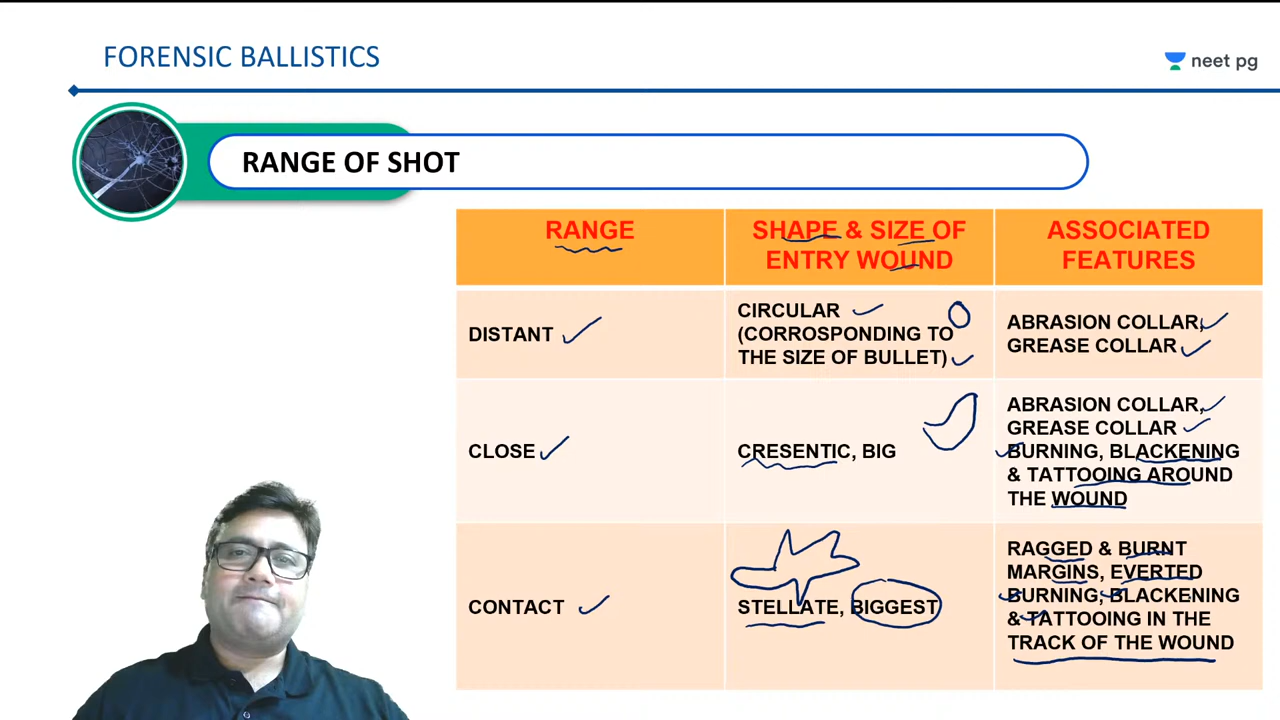 FORENSIC BALLISTICS
neet pg
RANGE OF SHOT
RANGE
SHAPE & SIZE OF
ENTRY WOUND
ASSOCIATED
FEATURES
DISTANT
CIRCULAR
(CORROSPONDING TO
THE SIZE OF BULLET)
ABRASION COLLAR,
GREASE COLLAR
CLOSE
CRESENTIC, BIG
ABRASION COLLAR,
GREASE COLLAR
BURNING, BLACKENING
& TATTOOING AROUND
THE WOUND
CONTACT
STELLATE, BIGGEST
RAGGED & BURNT
MARGINS, EVERTED
BURNING, BLACKENING
& TATTOOING IN THE
TRACK OF THE WOUND